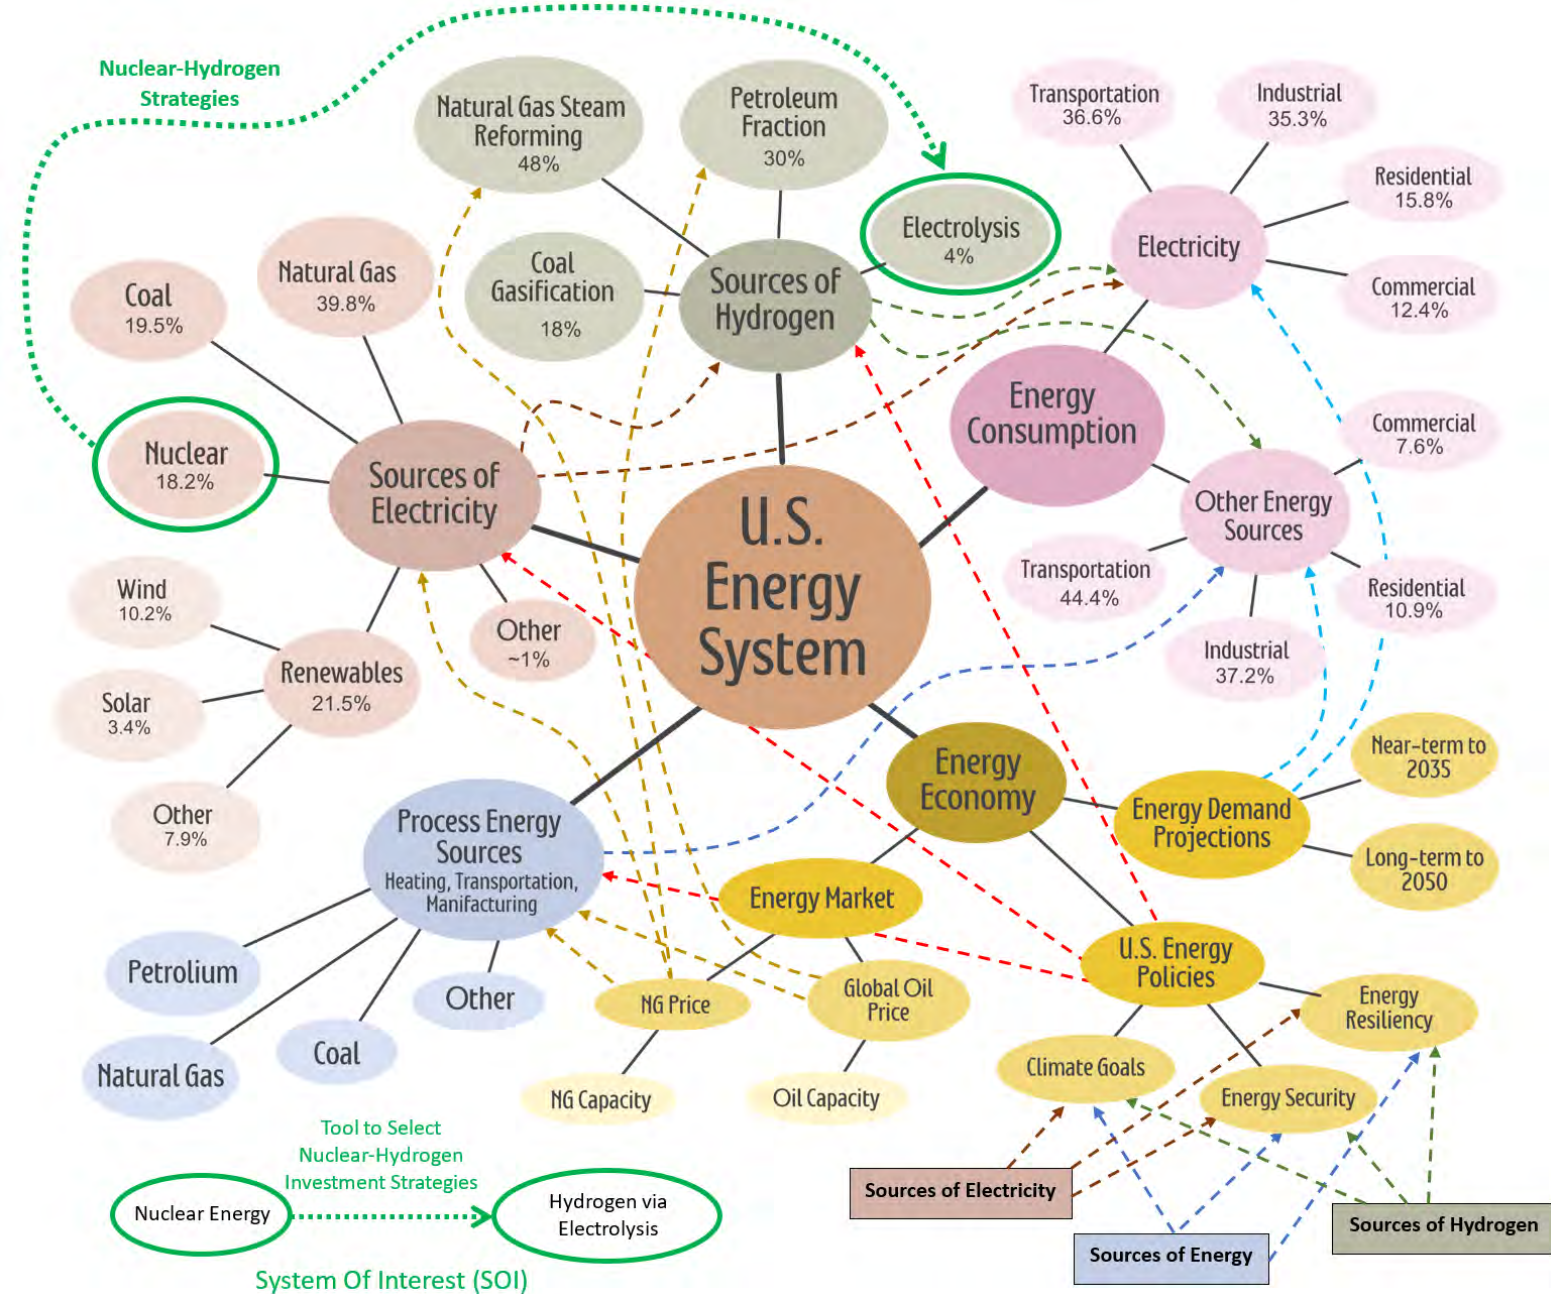 Nuclear-Hydrogen
Strategies
Natural Gas Steam
Reforming
48%
Petroleum
Fraction
30%
Electrolysis
4%
Coal
Gasification
18%
Sources of
Hydrogen
Transportation
36.6%
Industrial
35.3%
Residential
15.8%
Electricity
Commercial
12.4%
Coal
19.5%
Natural Gas
39.8%
Nuclear
18.2%
Sources of
Electricity
Wind
10.2%
Solar
3.4%
Other
7.9%
Renewables
21.5%
Other
~1%
U.S.
Energy
System
Energy
Consumption
Commercial
7.6%
Other Energy
Sources
Transportation
44.4%
Residential
10.9%
Industrial
37.2%
Energy
Economy
Energy Demand
Projections
Near-term to
2035
Long-term to
2050
Process Energy
Sources
Heating, Transportation,
Manifacturing
Petrolium
Natural Gas
Coal
Other
Energy Market
NG Price
Global Oil
Price
NG Capacity
Oil Capacity
U.S. Energy
Policies
Energy
Resiliency
Climate Goals
Energy Security
Tool to Select
Nuclear-Hydrogen
Investment Strategies
Nuclear Energy
Hydrogen via
Electrolysis
System Of Interest (SOI)
Sources of Electricity
Sources of Energy
Sources of Hydrogen